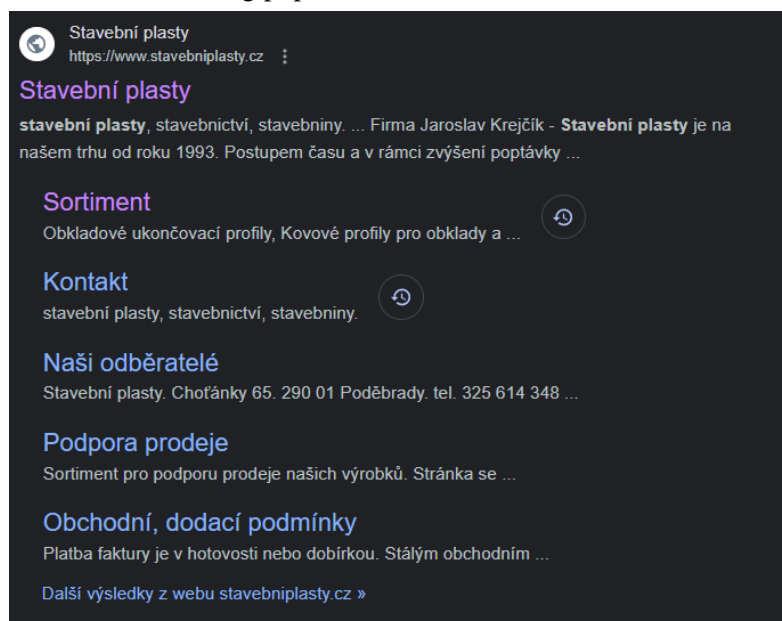 Stavební plasty
https://www.stavebniplasty.cz
Stavební plasty
stavební plasty, stavebnictví, stavebniny. ... Firma Jaroslav Krejčík - Stavební plasty je na
našem trhu od roku 1993. Postupem času a v rámci zvýšení poptávky ...
Sortiment
Obkladové ukončovací profily, Kovové profily pro obklady a ...
Kontakt
stavební plasty, stavebnictví, stavebniny.
Naši odběratelé
Stavební plasty. Choťánky 65. 290 01 Poděbrady. tel. 325 614 348 ...
Podpora prodeje
Sortiment pro podporu prodeje našich výrobků. Stránka se ...
Obchodní, dodací podmínky
Platba faktury je v hotovosti nebo dobírkou. Stálým obchodním ...
Další výsledky z webu stavebniplasty.cz »